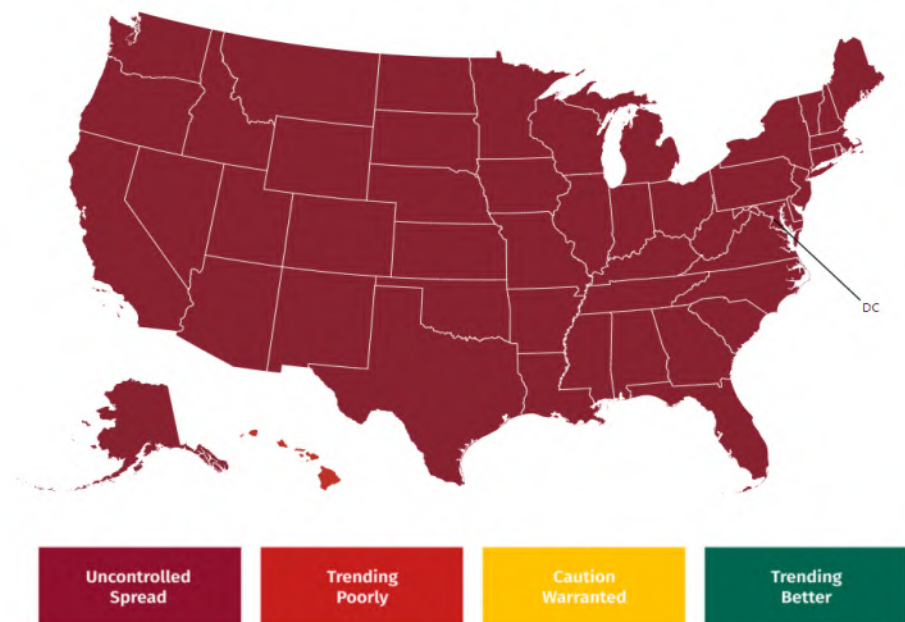 DC
Uncontrolled
Spread
Trending
Poorly
Caution
Warranted
Trending
Better